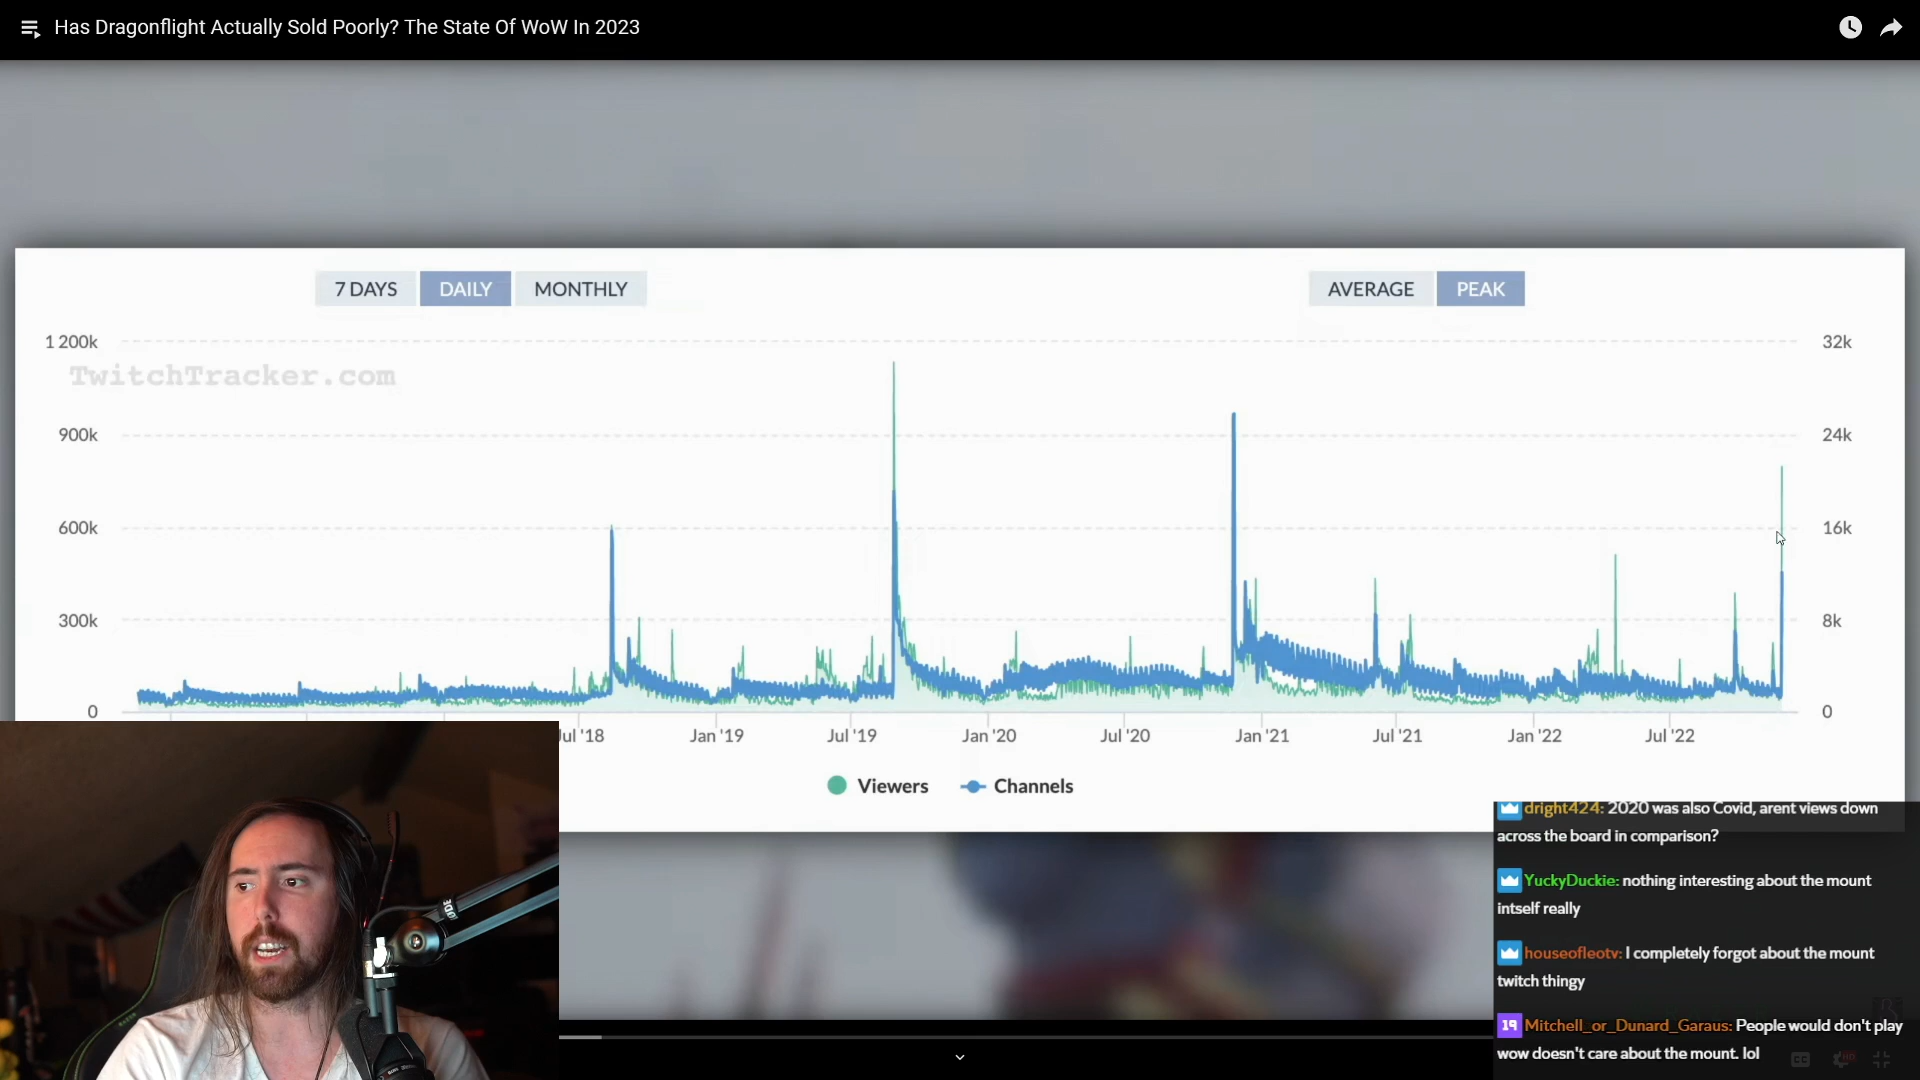 Has Dragonflight Actually Sold Poorly? The State Of WoW In 2023
7 DAYS DAILY MONTHLY AVERAGE PEAK
1 200k 32k
TwitchTracker.com
900k 24k
600k 16k
300k 8k
0 0
Jul '18 Jan '19 Jul '19 Jan '20 Jul '20 Jan '21 Jul '21 Jan '22 Jul '22
Viewers Channels
dright424: 2020 was also Covid, arent views down
across the board in comparison?
YuckyDuckie: nothing interesting about the mount
intself really
houseofleotv: I completely forgot about the mount
twitch thingy
19 Mitchell_or_Dunard_Garaus: People would don't play
wow doesn't care about the mount. lol
CC HD